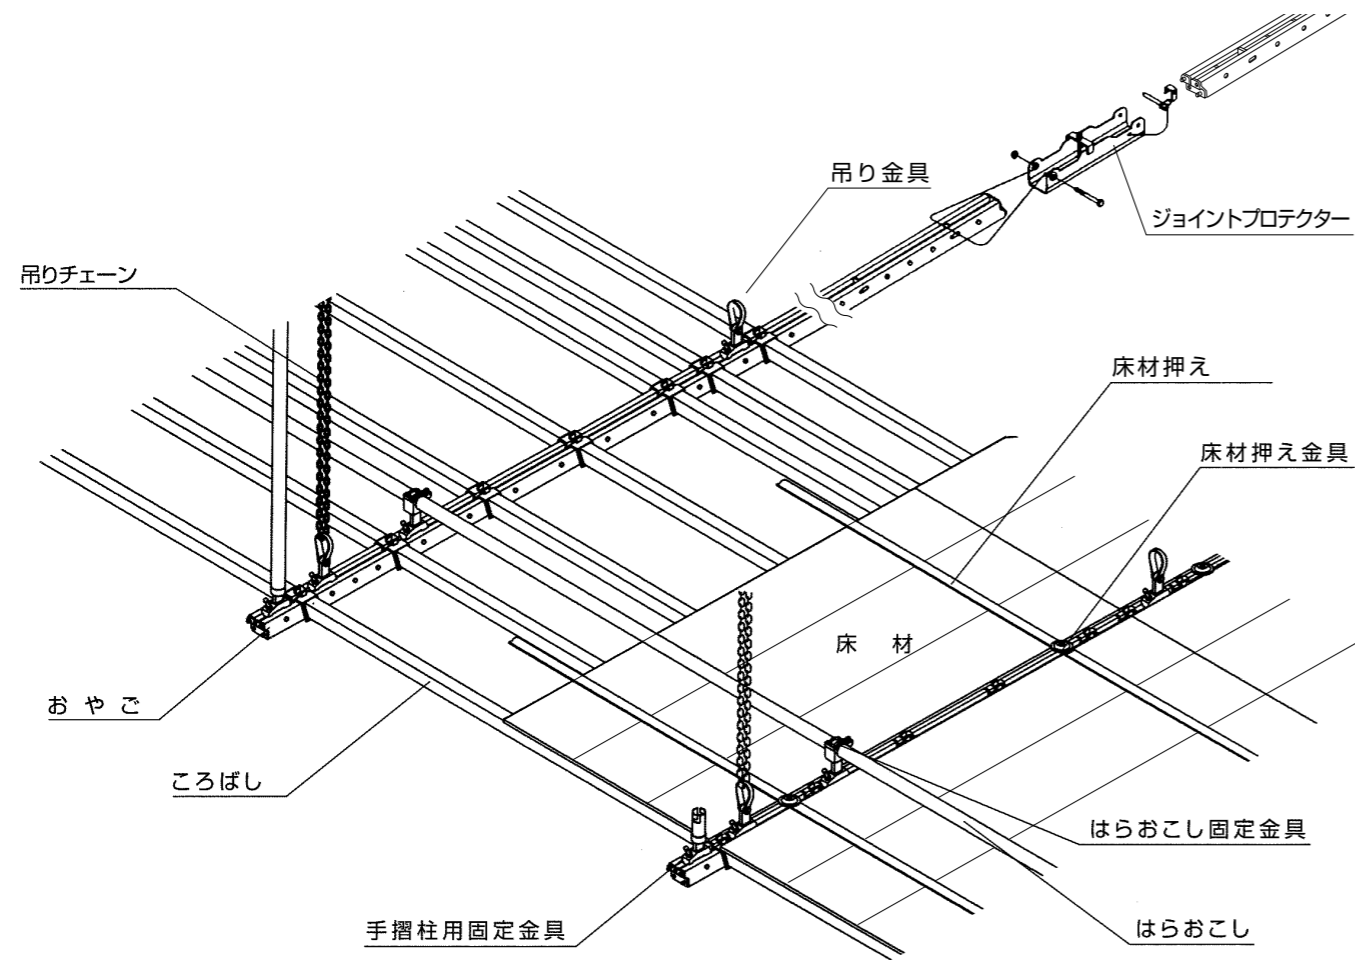 吊り金具
ジョイントプロテクター
吊りチェーン
床材押え
床材押え金具
床 材
お や ご
ころばし
はらおこし固定金具
手摺柱用固定金具
はらおこし